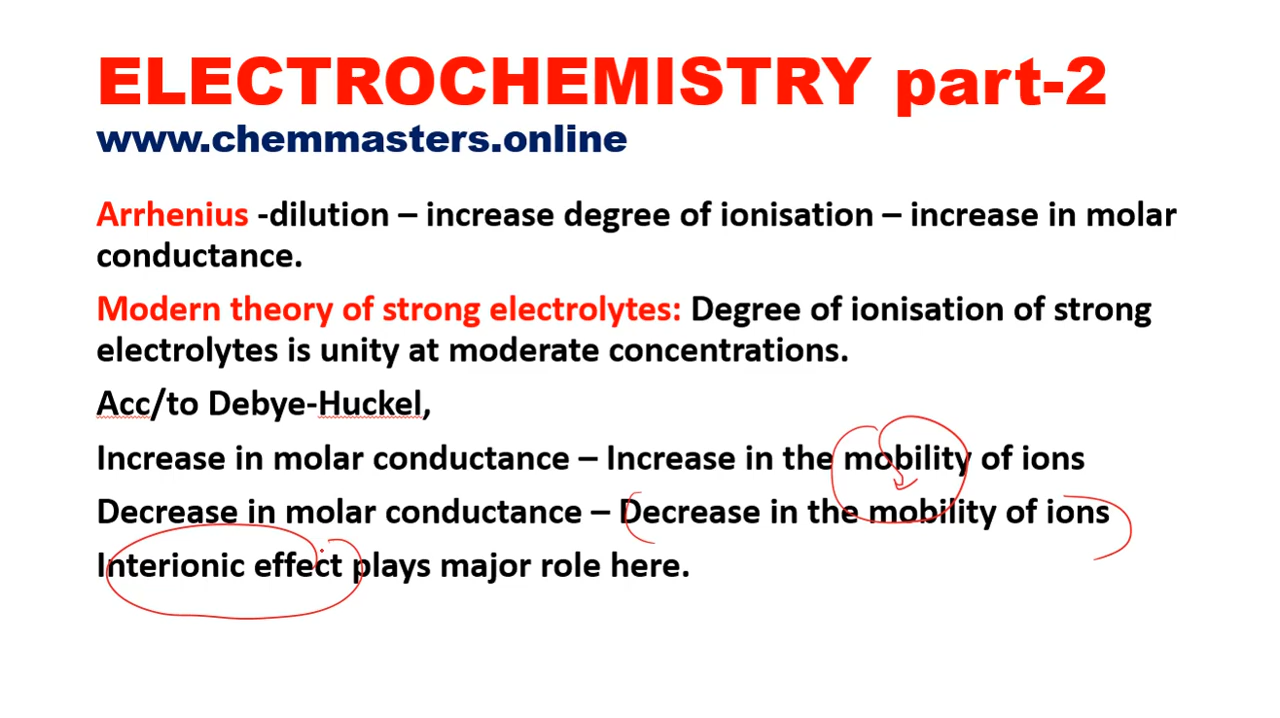 ELECTROCHEMISTRY part-2
www.chemmasters.online
Arrhenius -dilution – increase degree of ionisation – increase in molar
conductance.
Modern theory of strong electrolytes: Degree of ionisation of strong
electrolytes is unity at moderate concentrations.
Acc/to Debye-Huckel,
Increase in molar conductance – Increase in the mobility of ions
Decrease in molar conductance – Decrease in the mobility of ions
Interionic effect plays major role here.